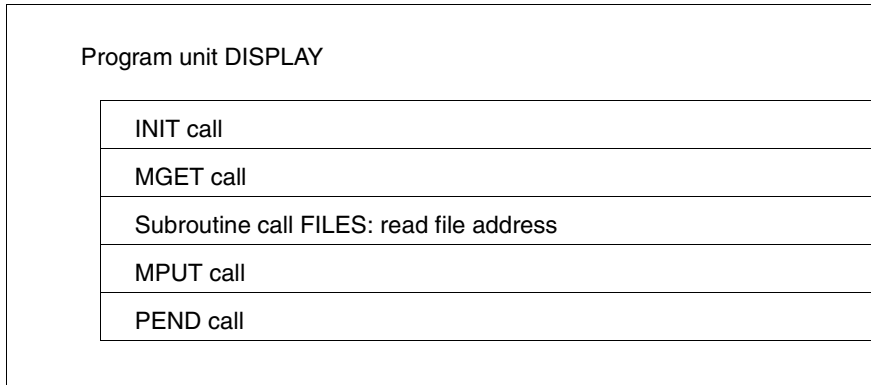 Program unit DISPLAY
INIT call
MGET call
Subroutine call FILES: read file address
MPUT call
PEND call